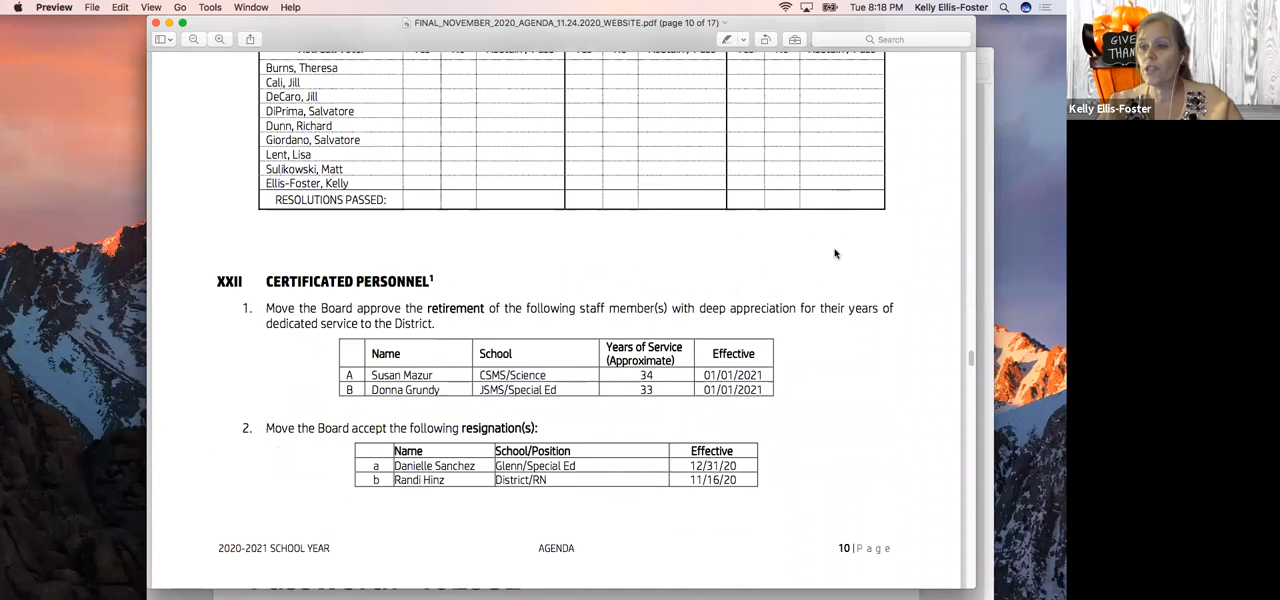 Preview File Edit View Go Tools Window Help Tue 8:18 PM Kelly Ellis-Foster
FINAL_NOVEMBER_2020_AGENDA_11.24.2020_WEBSITE.pdf (page 10 of 17)
Search
GIVE
THAN
Kelly Ellis-Foster
Burns, Theresa
Cali, Jill
DeCaro, Jill
DiPrima, Salvatore
Dunn, Richard
Giordano, Salvatore
Lent, Lisa
Sulikowski, Matt
Ellis-Foster, Kelly
RESOLUTIONS PASSED:
XXII CERTIFICATED PERSONNEL¹
1. Move the Board approve the retirement of the following staff member(s) with deep appreciation for their years of
dedicated service to the District.
Name School Years of Service (Approximate) Effective
A Susan Mazur CSMS/Science 34 01/01/2021
B Donna Grundy JSMS/Special Ed 33 01/01/2021
2. Move the Board accept the following resignation(s):
Name School/Position Effective
a Danielle Sanchez Glenn/Special Ed 12/31/20
b Randi Hinz District/RN 11/16/20
2020-2021 SCHOOL YEAR AGENDA 10 | P a g e